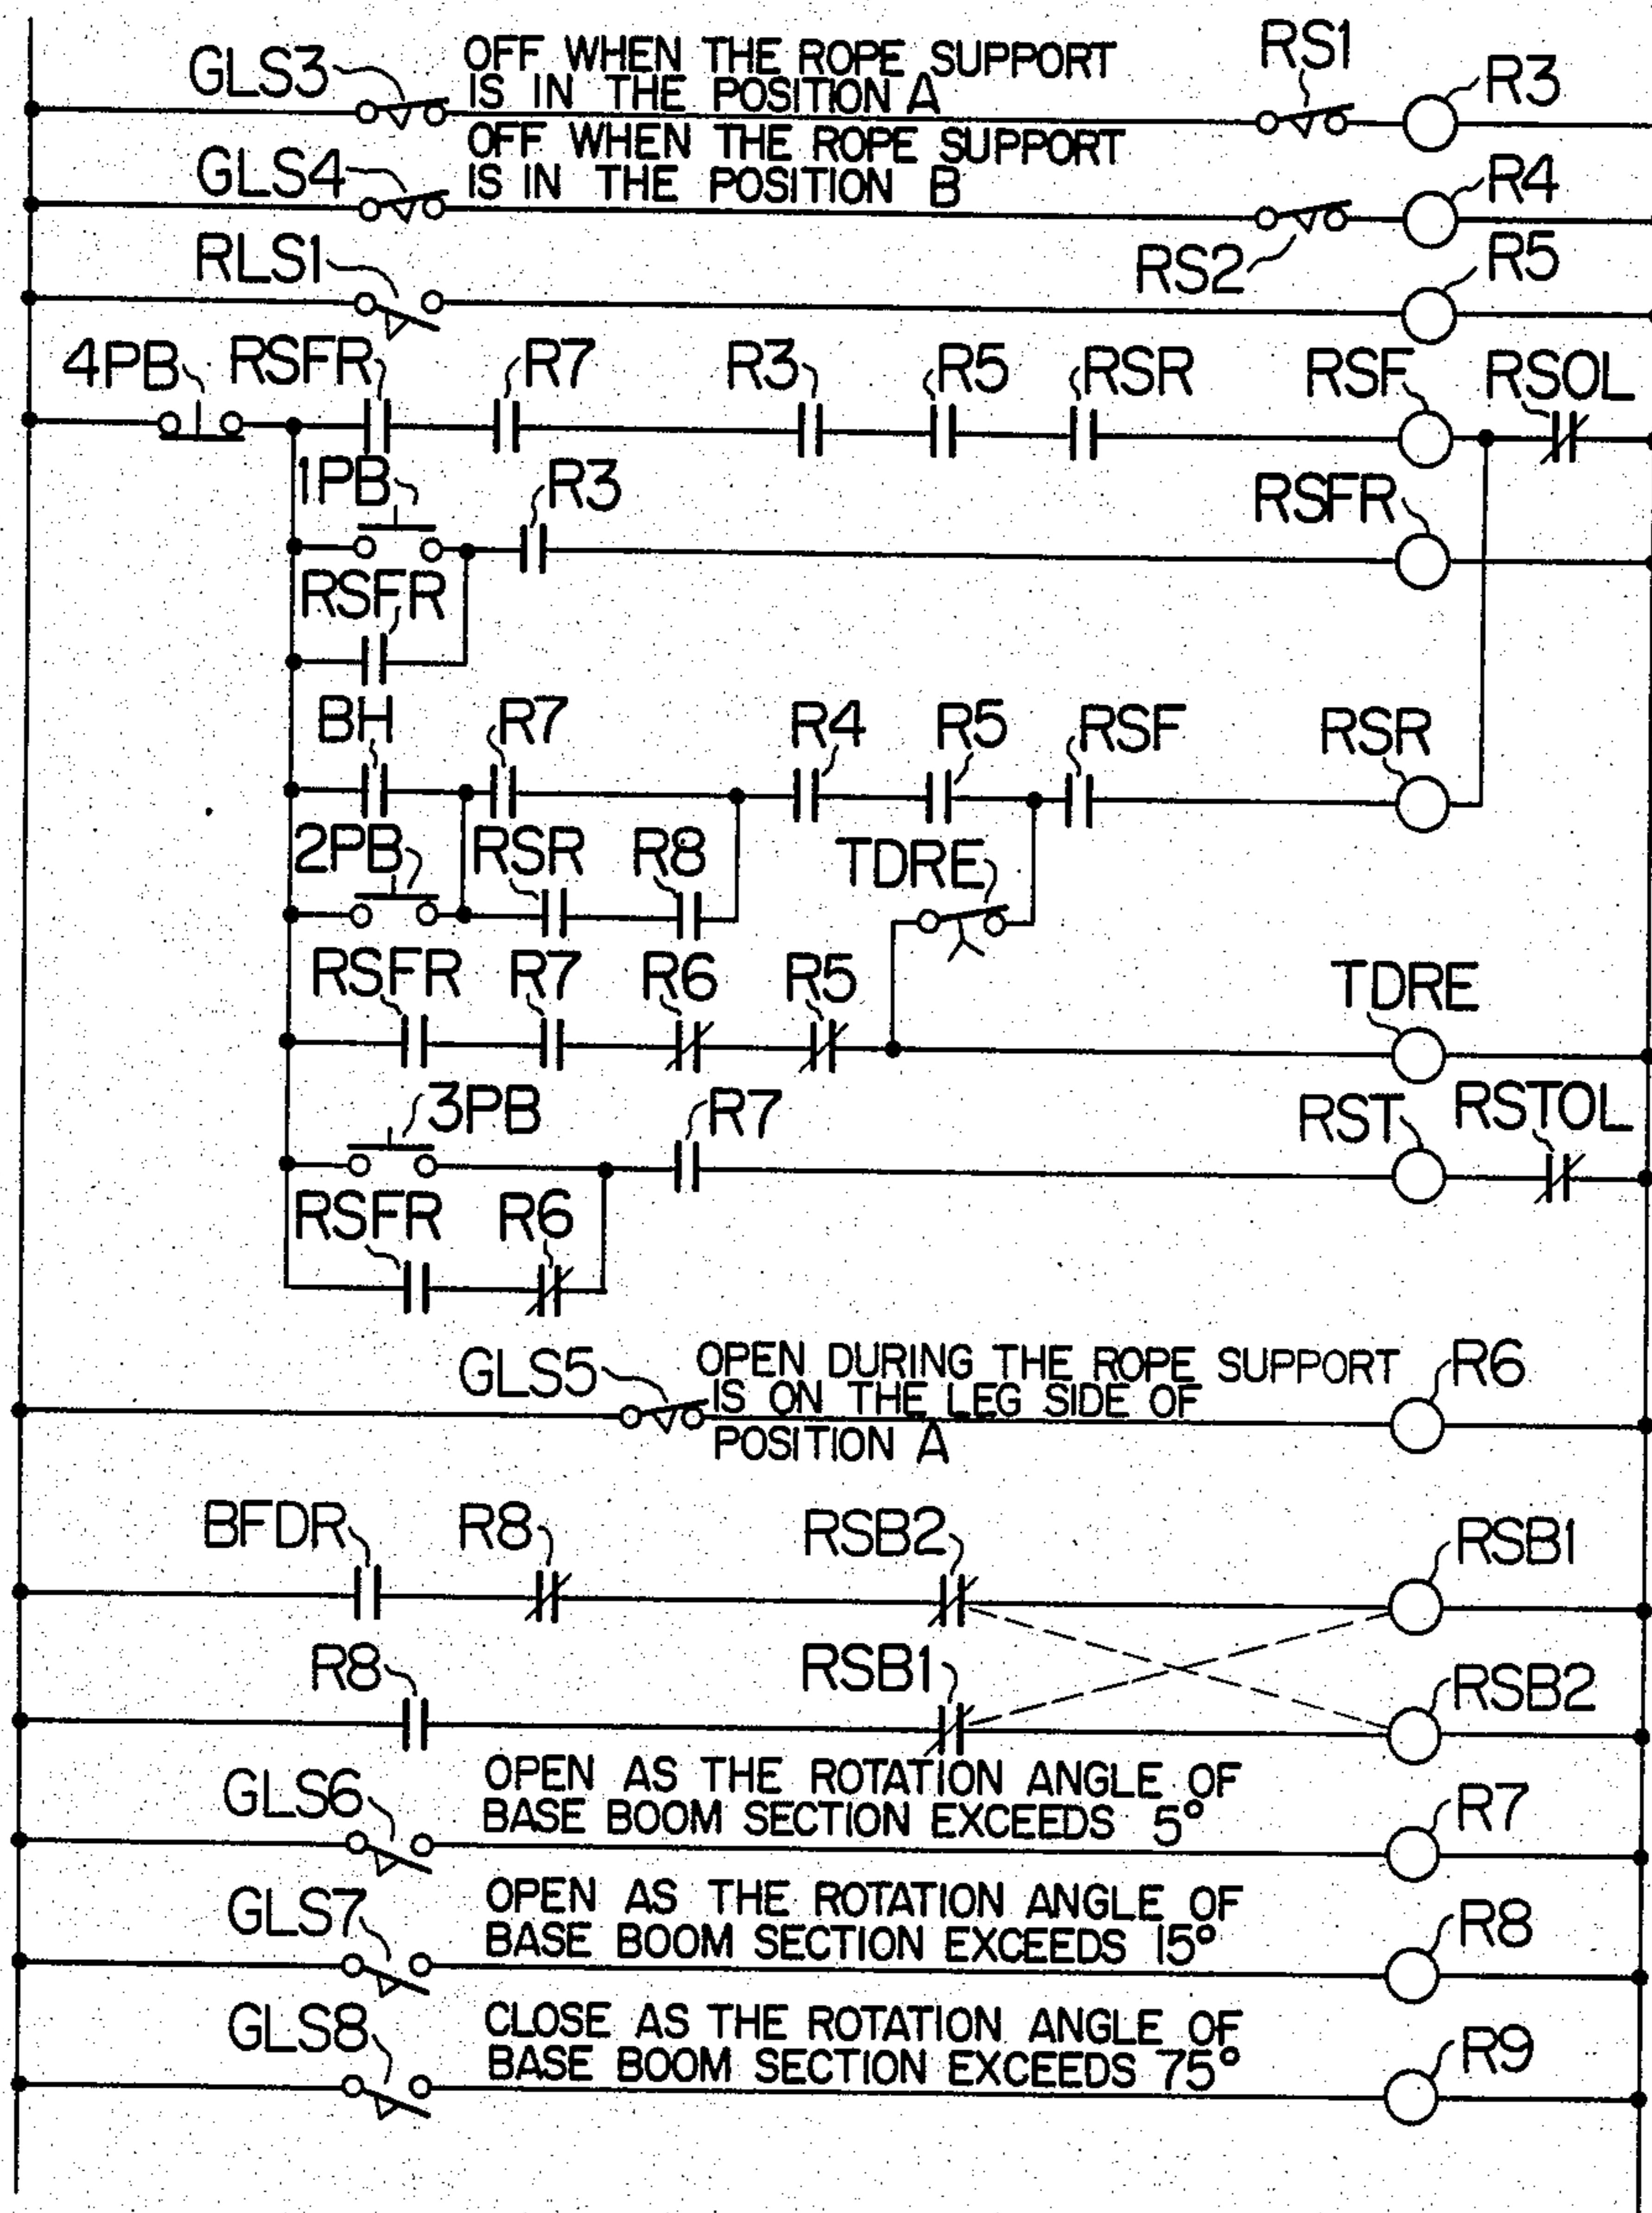 GLS3 OFF WHEN THE ROPE SUPPORT RS1 R3
IS IN THE POSITION A
GLS4 OFF WHEN THE ROPE SUPPORT R4
IS IN THE POSITION B
RLS1 RS2 R5
4PB RSFR R7 R3 R5 RSR RSF RSOL
1PB R3 RSFR
RSFR
BH R7 R4 R5 RSF RSR
2PB RSR R8 TDRE
RSFR R7 R6 R5 TDRE
3PB R7 RST RSTOL
RSFR R6
GLS5 OPEN DURING THE ROPE SUPPORT R6
IS ON THE LEG SIDE OF
POSITION A
BFDR R8 RSB2 RSB1
R8 RSB1 RSB2
GLS6 OPEN AS THE ROTATION ANGLE OF R7
BASE BOOM SECTION EXCEEDS 5°
GLS7 OPEN AS THE ROTATION ANGLE OF R8
BASE BOOM SECTION EXCEEDS 15°
GLS8 CLOSE AS THE ROTATION ANGLE OF R9
BASE BOOM SECTION EXCEEDS 75°